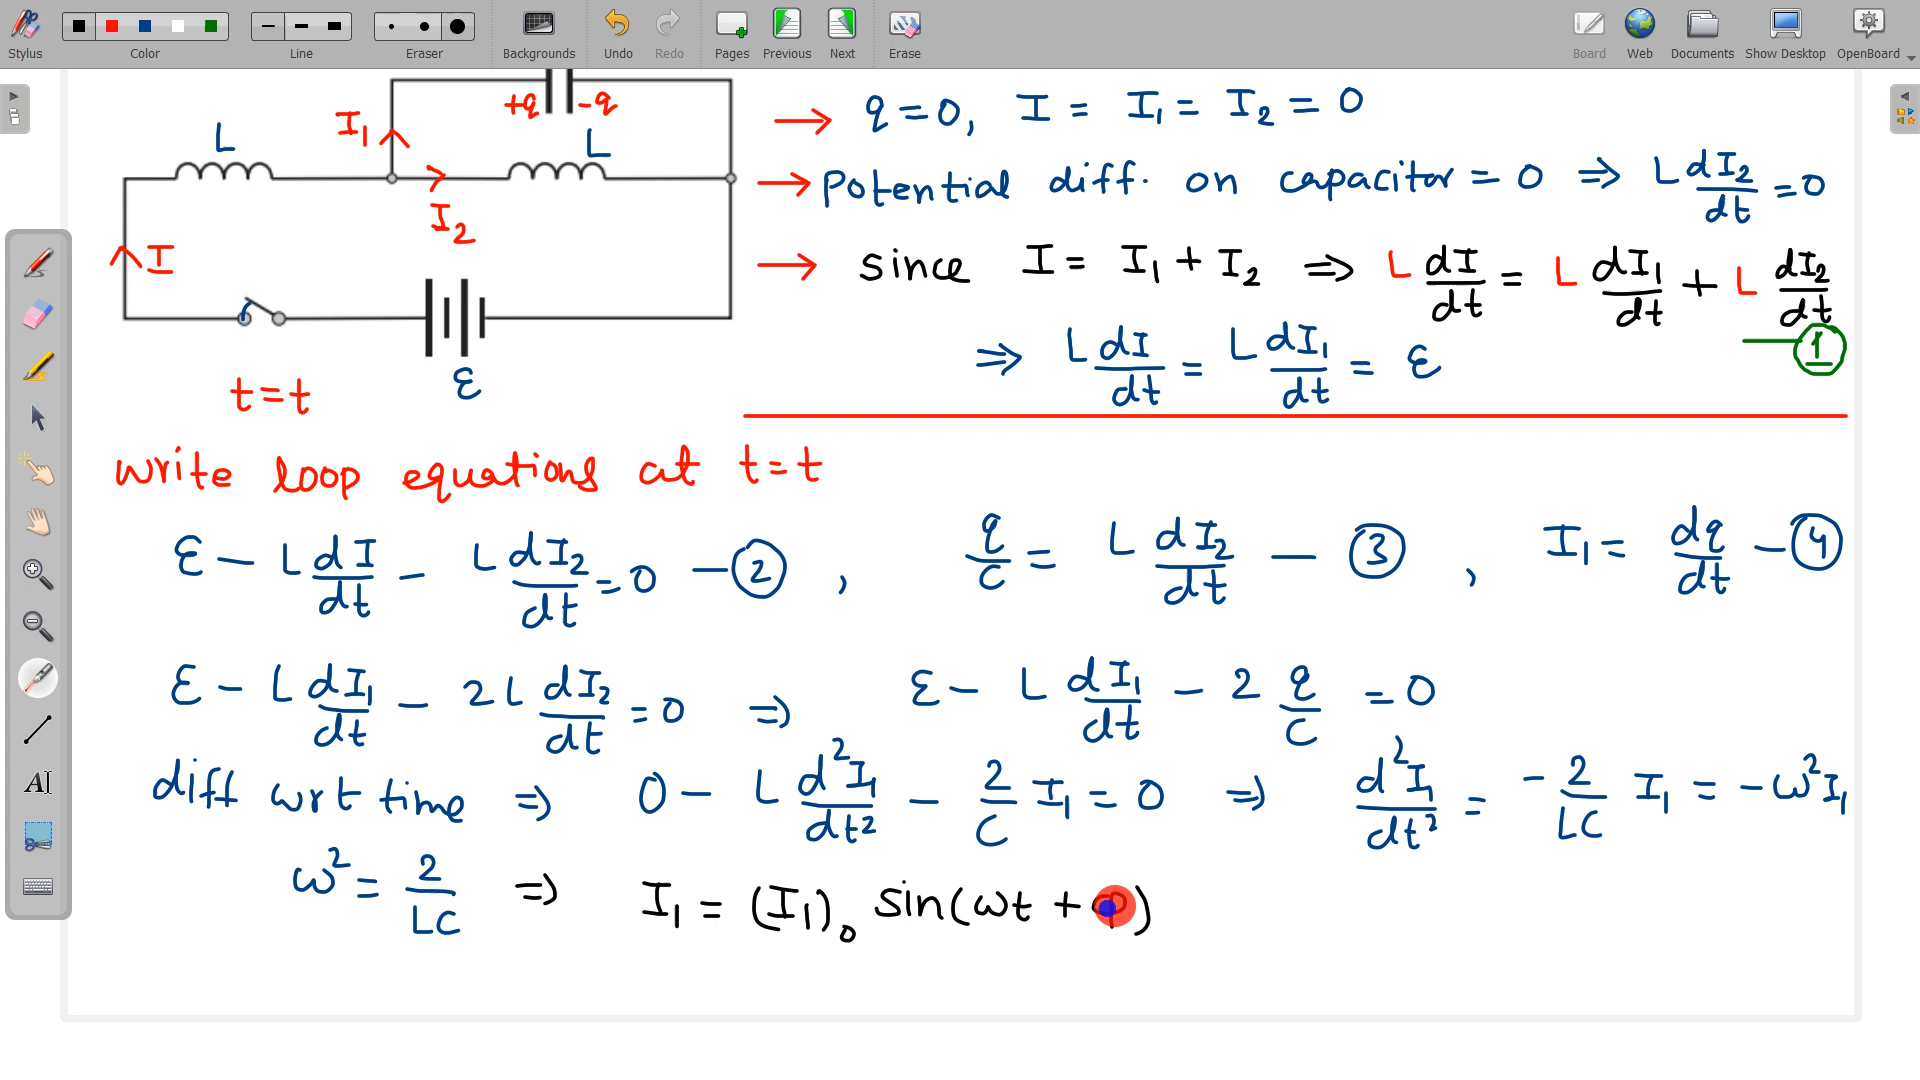 Stylus Color Line Eraser Backgrounds Undo Redo Pages Previous Next Erase Board Web Documents Show Desktop OpenBoard
+q -q
I₁ L L
I₂
I
ℰ
t=t
→ q=0, I = I₁ = I₂ = 0
→ Potential diff. on capacitor = 0 ⇒ L dI₂/dt = 0
→ since I = I₁ + I₂ ⇒ L dI/dt = L dI₁/dt + L dI₂/dt — ①
⇒ L dI/dt = L dI₁/dt = ℰ
write loop equations at t=t
ℰ - L dI/dt - L dI₂/dt = 0 - ② , q/C = L dI₂/dt - ③ , I₁ = dq/dt - ④
ℰ - L dI₁/dt - 2L dI₂/dt = 0 ⇒ ℰ - L dI₁/dt - 2 q/C = 0
diff wrt time ⇒ 0 - L d²I₁/dt² - 2/C I₁ = 0 ⇒ d²I₁/dt² = -2/LC I₁ = -ω²I₁
ω² = 2/LC ⇒ I₁ = (I₁)₀ sin(ωt + φ)
AI